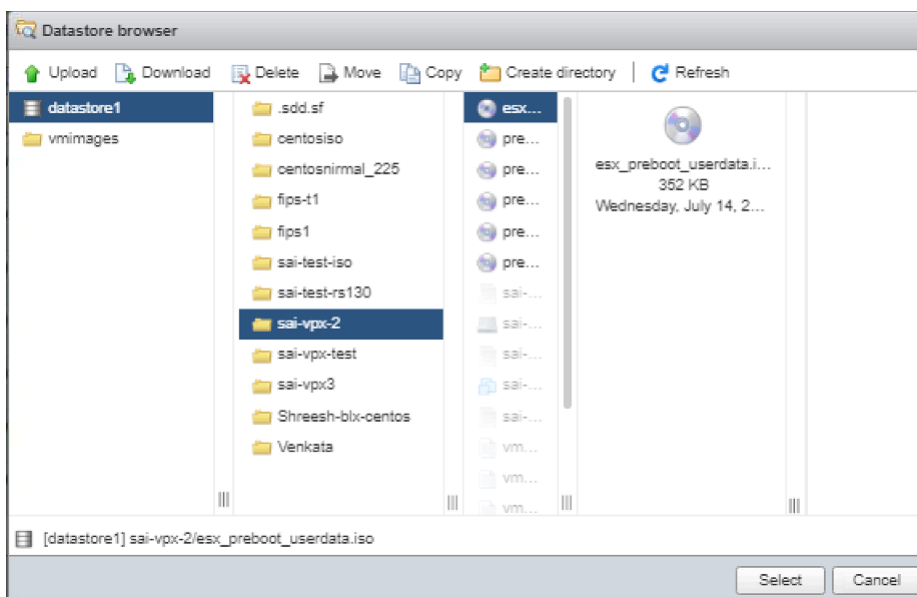 Datastore browser
Upload Download Delete Move Copy Create directory Refresh
datastore1
vmimages
.sdd.sf
centosiso
centosnirmal_225
fips-t1
fips1
sai-test-iso
sai-test-rs130
sai-vpx-2
sai-vpx-test
sai-vpx3
Shreesh-blx-centos
Venkata
esx...
pre...
pre...
pre...
pre...
pre...
sai-...
sai-...
sai-...
sai-...
sai-...
vm...
vm...
vm...
esx_preboot_userdata.i...
352 KB
Wednesday, July 14, 2...
[datastore1] sai-vpx-2/esx_preboot_userdata.iso
Select Cancel